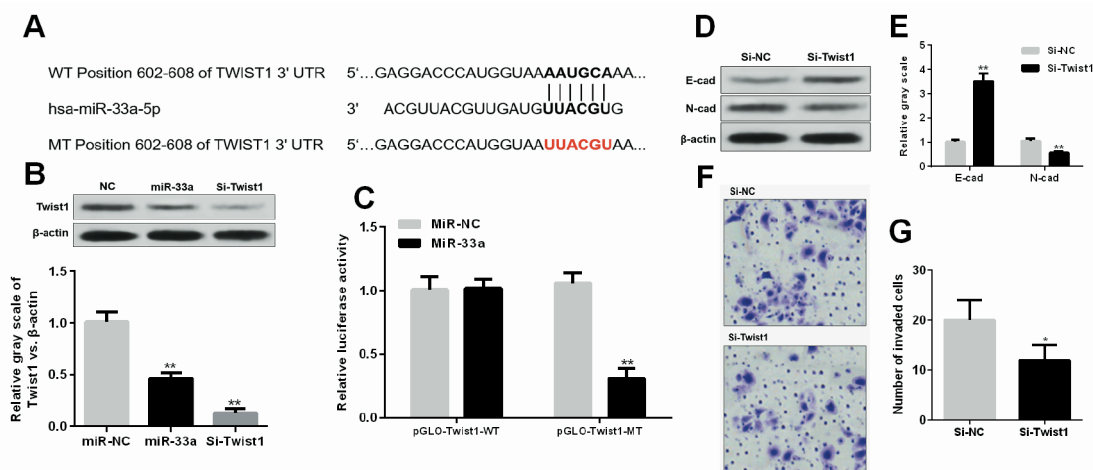 A
WT Position 602-608 of TWIST1 3' UTR 5‘…GAGGACCCAUGGUAAAAUGCAAA…
hsa-miR-33a-5p 3' ACGUUACGUUGAUGUUACGUG
MT Position 602-608 of TWIST1 3' UTR 5‘…GAGGACCCAUGGUAAUUACGUAA…
B
NC miR-33a Si-Twist1
Twist1
β-actin
Relative gray scale of
Twist1 vs. β-actin
1.5
1.0
0.5
0.0
**
**
miR-NC miR-33a Si-Twist1
C
MiR-NC
MiR-33a
Relative luciferase activity
1.5
1.0
0.5
0.0
**
pGLO-Twist1-WT pGLO-Twist1-MT
D
Si-NC Si-Twist1
E-cad
N-cad
β-actin
E
Si-NC
Si-Twist1
Relative gray scale
5
4
3
2
1
0
**
**
E-cad N-cad
F
Si-NC
Si-Twist1
G
Number of invaded cells
30
20
10
0
*
Si-NC Si-Twist1